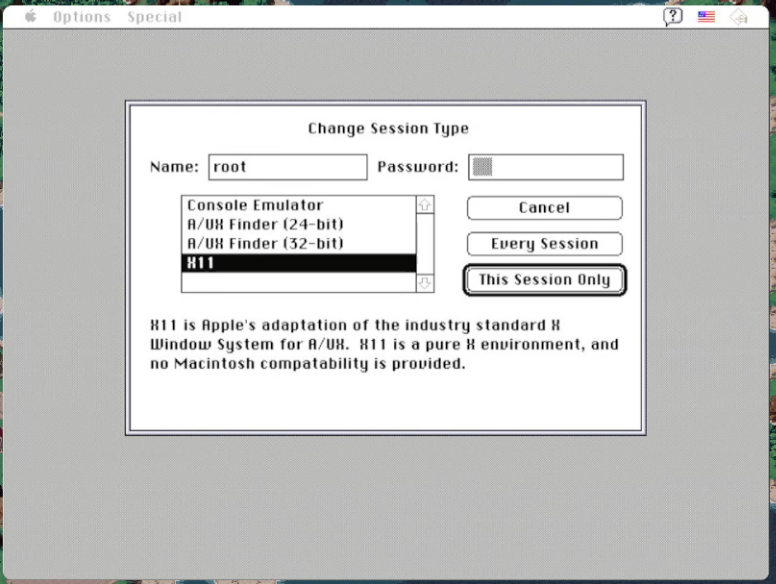 Options Special
Change Session Type
Name: root Password:
Console Emulator
A/UX Finder (24-bit)
A/UX Finder (32-bit)
X11
Cancel
Every Session
This Session Only
X11 is Apple's adaptation of the industry standard X
Window System for A/UX. X11 is a pure X environment, and
no Macintosh compatability is provided.